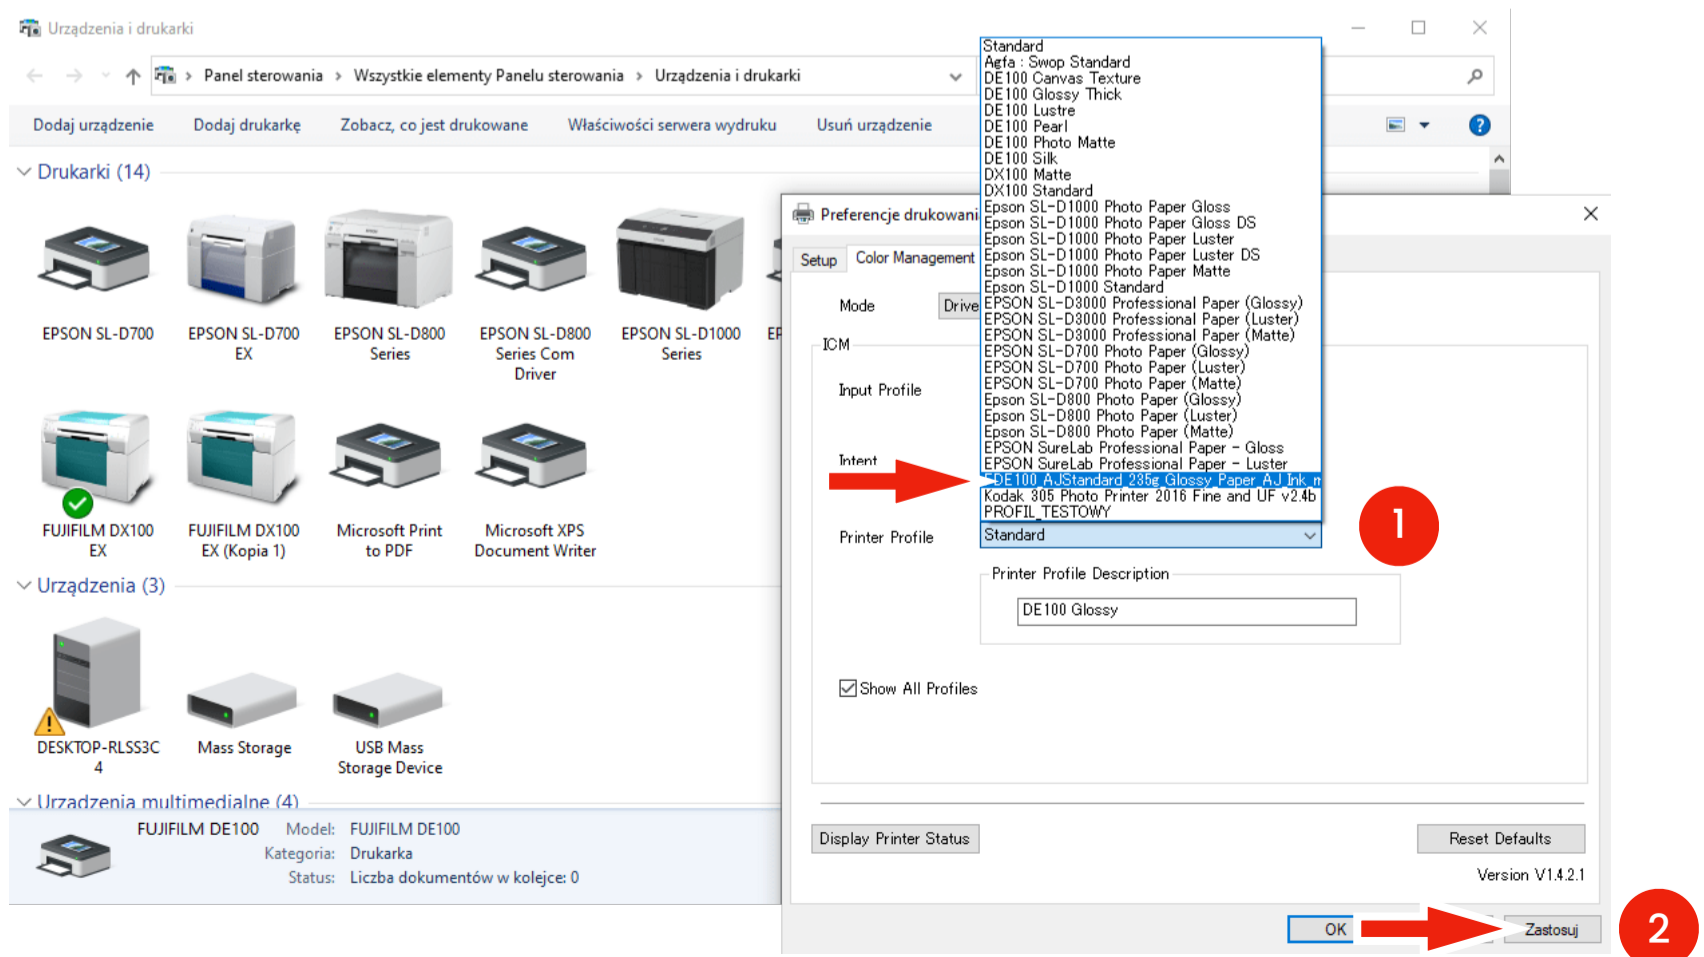 Urządzenia i drukarki
Panel sterowania > Wszystkie elementy Panelu sterowania > Urządzenia i drukarki
Dodaj urządzenie Dodaj drukarkę Zobacz, co jest drukowane Właściwości serwera wydruku Usuń urządzenie
Drukarki (14)
EPSON SL-D700
EPSON SL-D700
EX
EPSON SL-D800
Series
EPSON SL-D800
Series Com
Driver
EPSON SL-D1000
Series
EP
FUJIFILM DX100
EX
FUJIFILM DX100
EX (Kopia 1)
Microsoft Print
to PDF
Microsoft XPS
Document Writer
Urządzenia (3)
DESKTOP-RLSS3C
4
Mass Storage
USB Mass
Storage Device
Urządzenia multimedialne (4)
FUJIFILM DE100 Model: FUJIFILM DE100
Kategoria: Drukarka
Status: Liczba dokumentów w kolejce: 0
Preferencje drukowani
Setup Color Management
Mode Drive
ICM
Input Profile
Intent
Standard
Agfa : Swop Standard
DE100 Canvas Texture
DE100 Glossy Thick
DE100 Lustre
DE100 Pearl
DE100 Photo Matte
DE100 Silk
DX100 Matte
DX100 Standard
Epson SL-D1000 Photo Paper Gloss
Epson SL-D1000 Photo Paper Gloss DS
Epson SL-D1000 Photo Paper Luster
Epson SL-D1000 Photo Paper Luster DS
Epson SL-D1000 Photo Paper Matte
Epson SL-D1000 Standard
EPSON SL-D3000 Professional Paper (Glossy)
EPSON SL-D3000 Professional Paper (Luster)
EPSON SL-D3000 Professional Paper (Matte)
EPSON SL-D700 Photo Paper (Glossy)
EPSON SL-D700 Photo Paper (Luster)
EPSON SL-D700 Photo Paper (Matte)
Epson SL-D800 Photo Paper (Glossy)
Epson SL-D800 Photo Paper (Luster)
Epson SL-D800 Photo Paper (Matte)
EPSON SureLab Professional Paper - Gloss
EPSON SureLab Professional Paper - Luster
DE100 AJStandard 235g Glossy Paper AJ Ink_m
Kodak 305 Photo Printer 2016 Fine and UF v2.4b
PROFIL_TESTOWY
1
Printer Profile Standard
Printer Profile Description
DE100 Glossy
Show All Profiles
Display Printer Status Reset Defaults
Version V1.4.2.1
OK Zastosuj
2